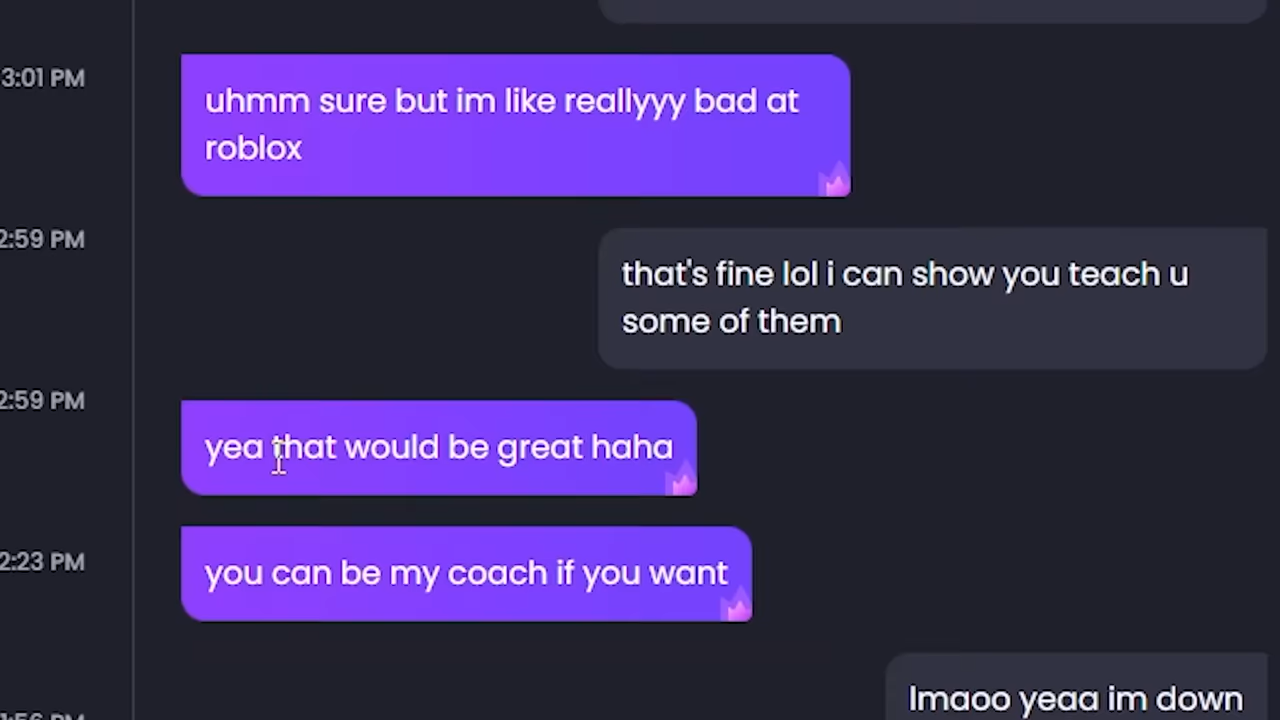 3:01 PM
uhmm sure but im like reallyyy bad at
roblox
2:59 PM
that's fine lol i can show you teach u
some of them
2:59 PM
yea that would be great haha
2:23 PM
you can be my coach if you want
lmaoo yeaa im down